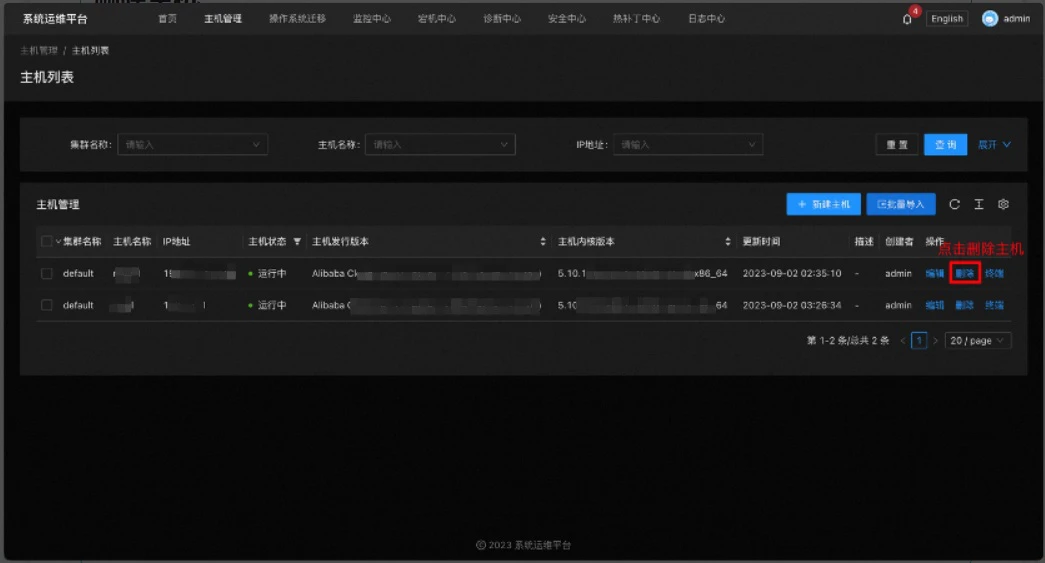 系统运维平台 首页 主机管理 操作系统迁移 监控中心 宕机中心 诊断中心 安全中心 热补丁中心 日志中心 4 English admin
主机管理 / 主机列表
主机列表
集群名称: 请输入 主机名称: 请输入 IP地址: 请输入 重置 查询 展开
主机管理 + 新建主机 批量导入
集群名称 主机名称 IP地址 主机状态 主机发行版本 主机内核版本 更新时间 描述 创建者 操作
点击删除主机
default 运行中 Alibaba 5.10.1 x86_64 2023-09-02 02:35:10 - admin 编辑 删除 终端
default 运行中 Alibaba 5.10 64 2023-09-02 03:26:34 - admin 编辑 删除 终端
第 1-2 条/总共 2 条 < 1 > 20 / page
© 2023 系统运维平台